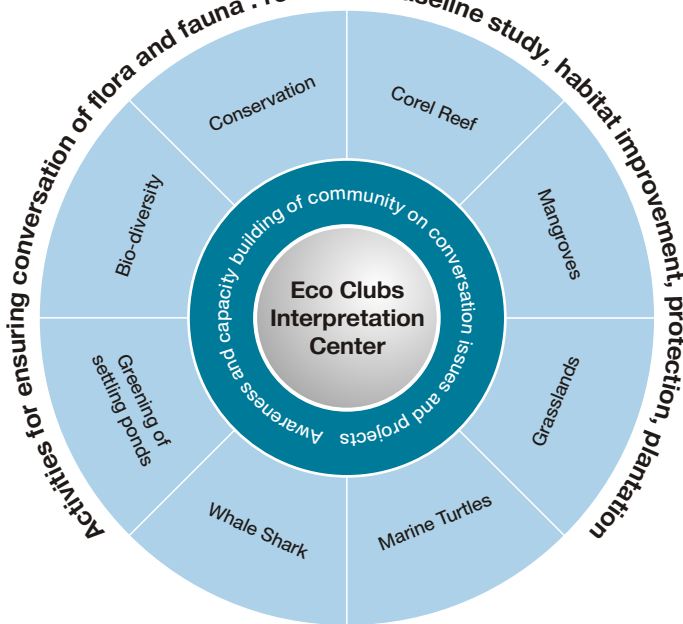 Activities for ensuring conversation of flora and fauna : baseline study, habitat improvement, protection, plantation
Conservation
Corel Reef
Mangroves
Grasslands
Marine Turtles
Whale Shark
Greening of
settling ponds
Bio-diversity
Awareness and capacity building of community on conversation issues and projects
Eco Clubs
Interpretation
Center